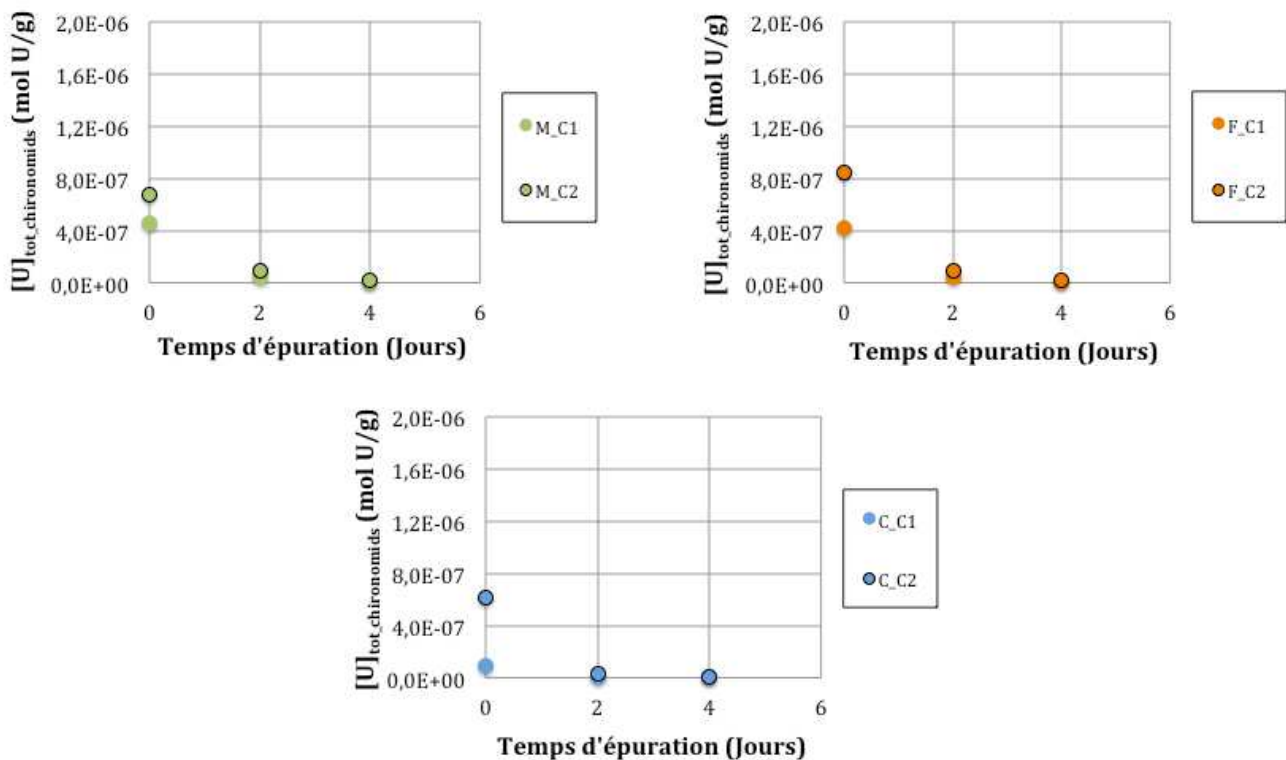 [U]tot_chironomids (mol U/g)
2,0E-06
1,6E-06
1,2E-06
8,0E-07
4,0E-07
0,0E+00
0 2 4 6
Temps d'épuration (Jours)
M_C1
M_C2
[U]tot_chironomids (mol U/g)
2,0E-06
1,6E-06
1,2E-06
8,0E-07
4,0E-07
0,0E+00
0 2 4 6
Temps d'épuration (Jours)
F_C1
F_C2
[U]tot_chironomids (mol U/g)
2,0E-06
1,6E-06
1,2E-06
8,0E-07
4,0E-07
0,0E+00
0 2 4 6
Temps d'épuration (Jours)
C_C1
C_C2